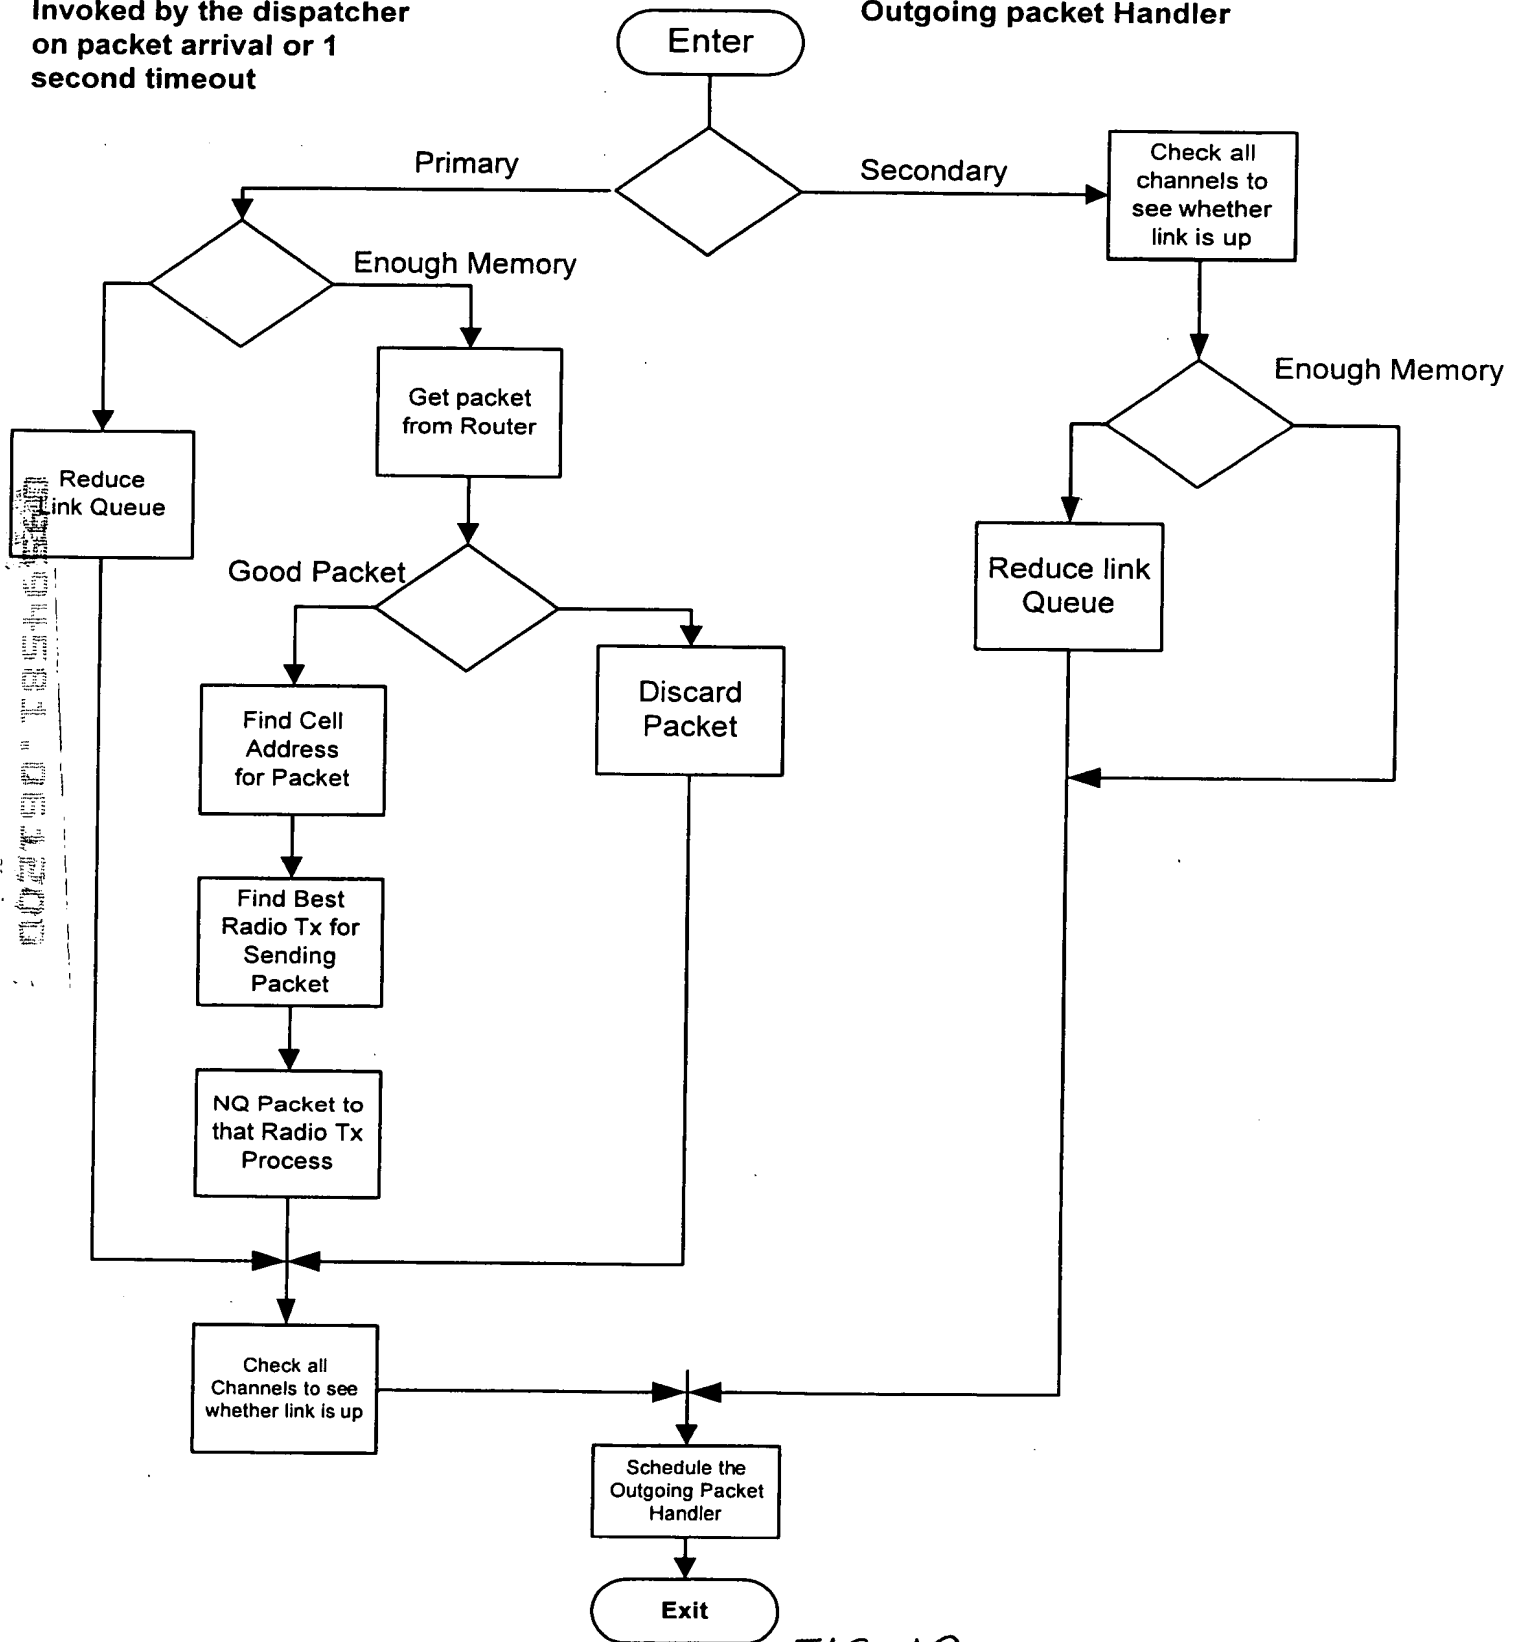 Invoked by the dispatcher
on packet arrival or 1
second timeout
Outgoing packet Handler
Enter
Primary
Secondary
Check all
channels to
see whether
link is up
Enough Memory
Get packet
from Router
Enough Memory
Reduce
Link Queue
Good Packet
Reduce link
Queue
Find Cell
Address
for Packet
Discard
Packet
Find Best
Radio Tx for
Sending
Packet
NQ Packet to
that Radio Tx
Process
Check all
Channels to see
whether link is up
Schedule the
Outgoing Packet
Handler
Exit